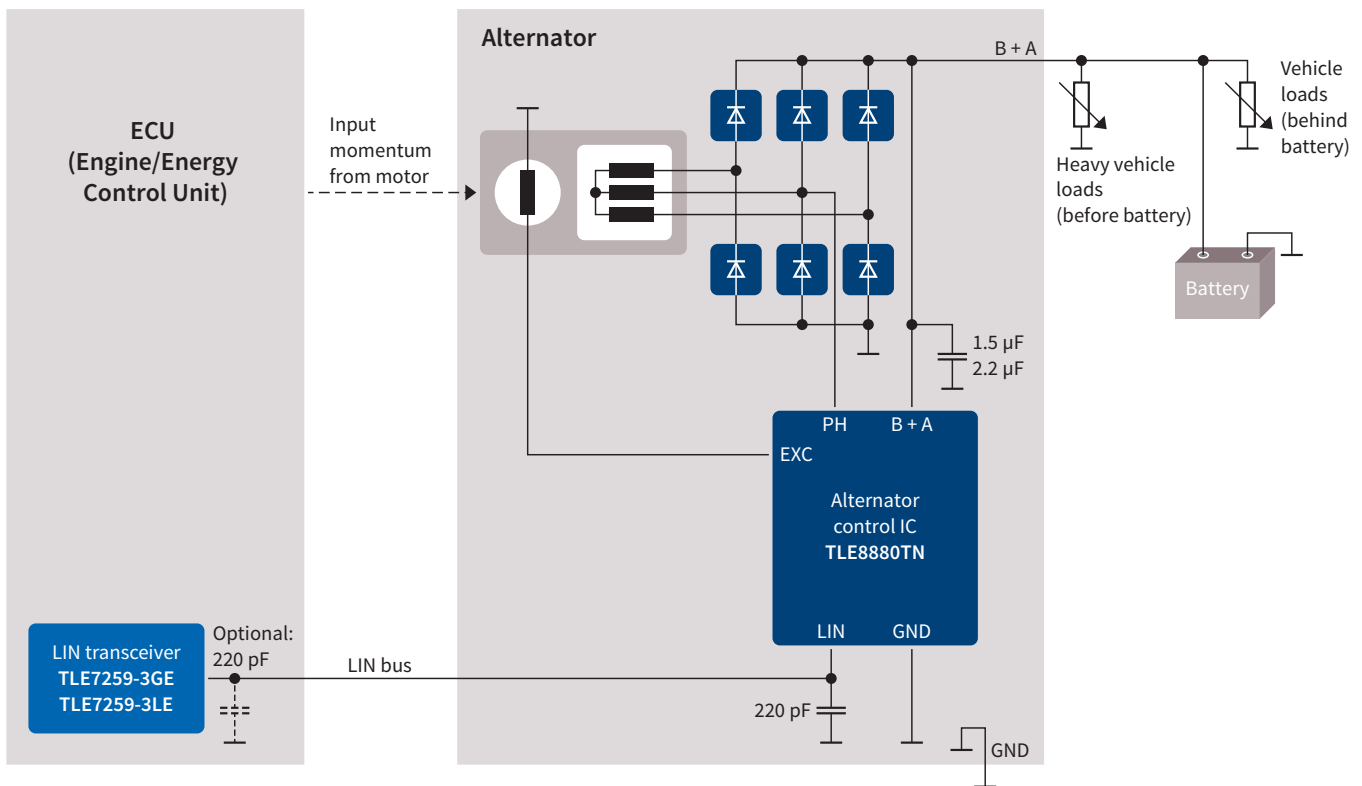 ECU
(Engine/Energy
Control Unit)
Input
momentum
from motor
Alternator
B + A
Heavy vehicle
loads
(before battery)
Vehicle
loads
(behind
battery)
Battery
1.5 µF
2.2 µF
PH
B + A
EXC
Alternator
control IC
TLE8880TN
LIN
GND
LIN transceiver
TLE7259-3GE
TLE7259-3LE
Optional:
220 pF
LIN bus
220 pF
GND